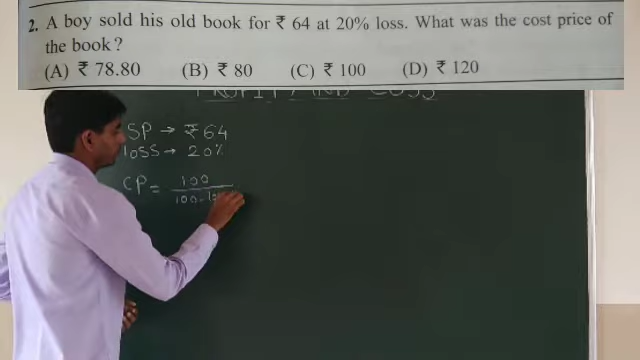 2. A boy sold his old book for ₹ 64 at 20% loss. What was the cost price of
the book?
(A) ₹ 78.80 (B) ₹ 80 (C) ₹ 100 (D) ₹ 120
SP → ₹ 64
loss → 20%
CP = 100
100-